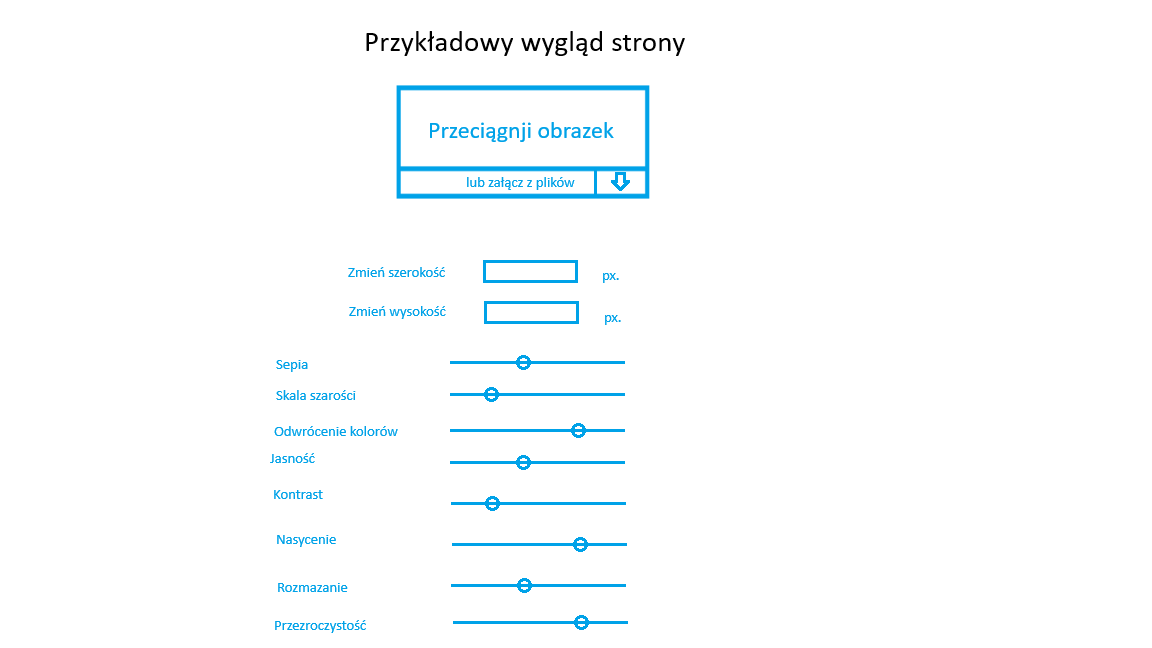 Przykładowy wygląd strony
Przeciągnji obrazek
lub załącz z plików
Zmień szerokość px.
Zmień wysokość px.
Sepia
Skala szarości
Odwrócenie kolorów
Jasność
Kontrast
Nasycenie
Rozmazanie
Przezroczystość